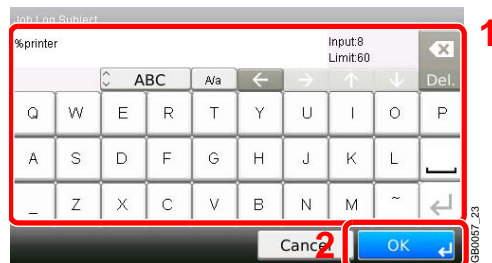 Job Log Subject
%printer
Input:8
Limit:60
Del.
ABC
A/a
Q W E R T Y U I O P
A S D F G H J K L
_ Z X C V B N M ~
Cancel
OK
1
2
GB0057_23